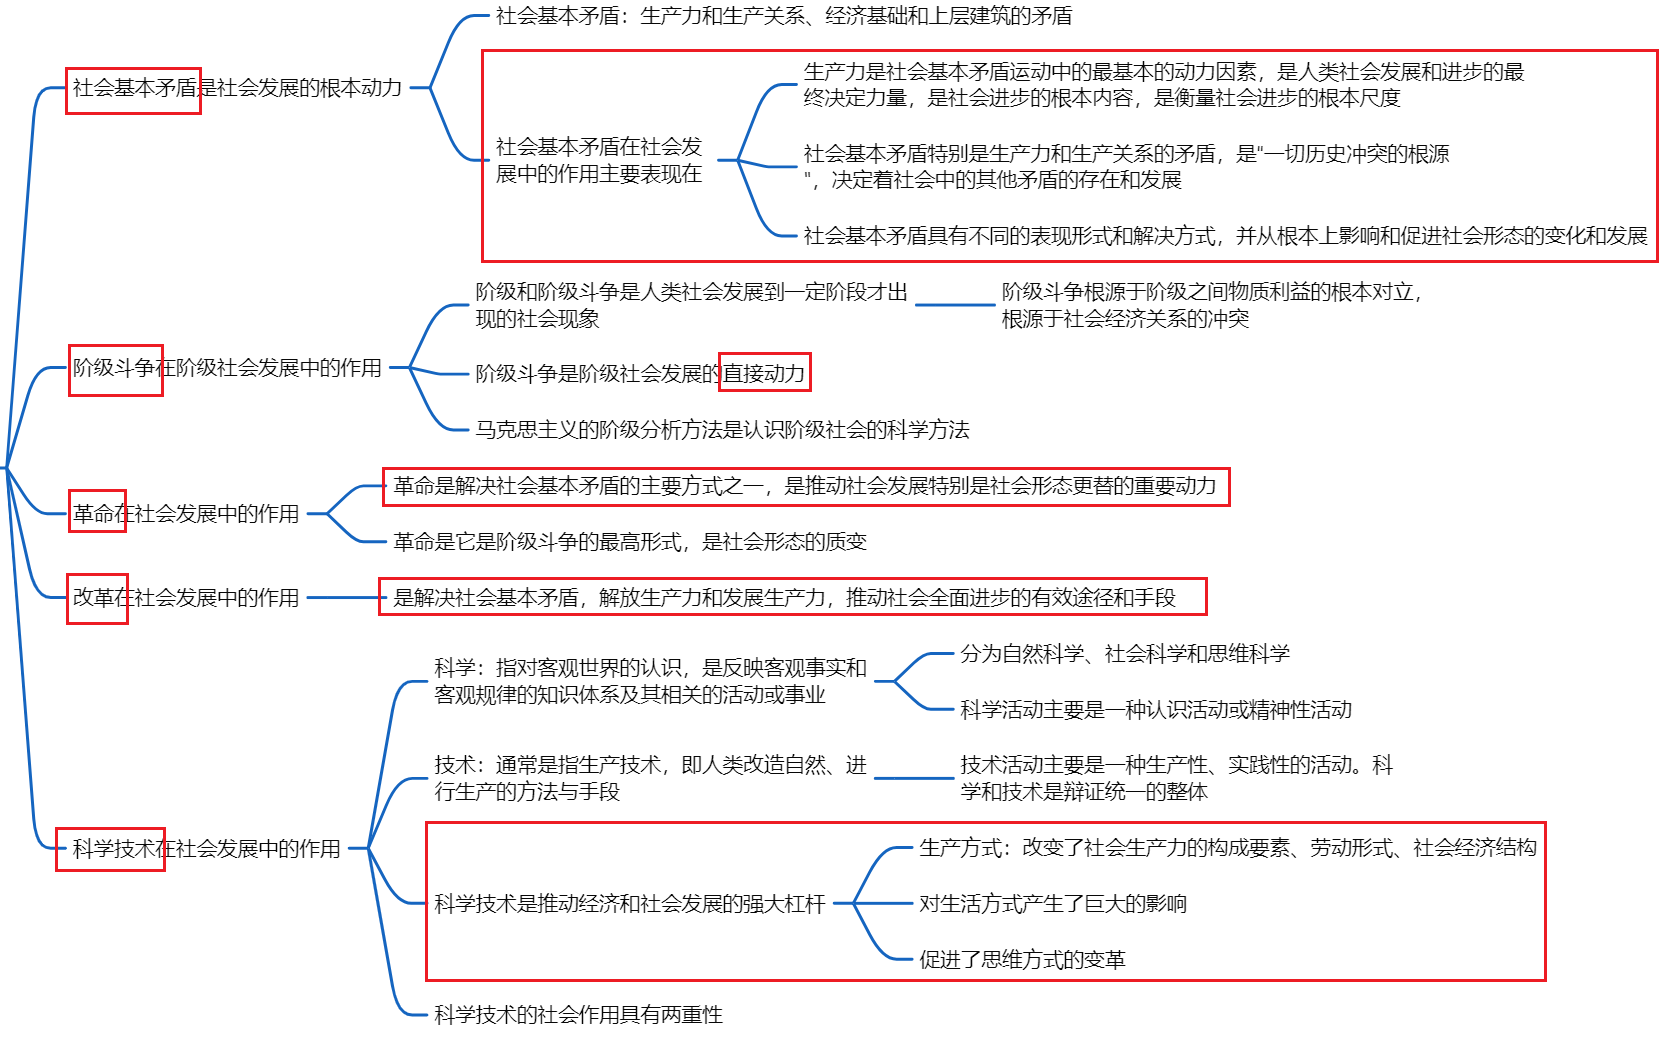 社会基本矛盾：生产力和生产关系、经济基础和上层建筑的矛盾
社会基本矛盾是社会发展的根本动力
生产力是社会基本矛盾运动中的最基本的动力因素，是人类社会发展和进步的最
终决定力量，是社会进步的根本内容，是衡量社会进步的根本尺度
社会基本矛盾在社会发
展中的作用主要表现在
社会基本矛盾特别是生产力和生产关系的矛盾，是"一切历史冲突的根源
"，决定着社会中的其他矛盾的存在和发展
社会基本矛盾具有不同的表现形式和解决方式，并从根本上影响和促进社会形态的变化和发展
阶级斗争在阶级社会发展中的作用
阶级和阶级斗争是人类社会发展到一定阶段才出
现的社会现象
阶级斗争根源于阶级之间物质利益的根本对立，
根源于社会经济关系的冲突
阶级斗争是阶级社会发展的直接动力
马克思主义的阶级分析方法是认识阶级社会的科学方法
革命在社会发展中的作用
革命是解决社会基本矛盾的主要方式之一，是推动社会发展特别是社会形态更替的重要动力
革命是它是阶级斗争的最高形式，是社会形态的质变
改革在社会发展中的作用
是解决社会基本矛盾，解放生产力和发展生产力，推动社会全面进步的有效途径和手段
科学技术在社会发展中的作用
科学：指对客观世界的认识，是反映客观事实和
客观规律的知识体系及其相关的活动或事业
分为自然科学、社会科学和思维科学
科学活动主要是一种认识活动或精神性活动
技术：通常是指生产技术，即人类改造自然、进
行生产的方法与手段
技术活动主要是一种生产性、实践性的活动。科
学和技术是辩证统一的整体
科学技术是推动经济和社会发展的强大杠杆
生产方式：改变了社会生产力的构成要素、劳动形式、社会经济结构
对生活方式产生了巨大的影响
促进了思维方式的变革
科学技术的社会作用具有两重性